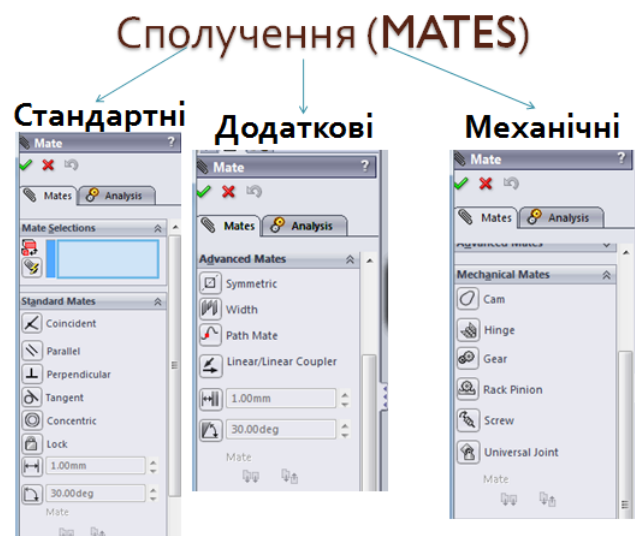 Сполучення (MATES)
Стандартні
Mate ?
Mates Analysis
Mate Selections
Standard Mates
Coincident
Parallel
Perpendicular
Tangent
Concentric
Lock
1.00mm
30.00deg
Mate
Додаткові
Mate ?
Mates Analysis
Advanced Mates
Symmetric
Width
Path Mate
Linear/Linear Coupler
1.00mm
30.00deg
Mate
Механічні
Mate ?
Mates Analysis
Advanced Mates
Mechanical Mates
Cam
Hinge
Gear
Rack Pinion
Screw
Universal Joint
Mate